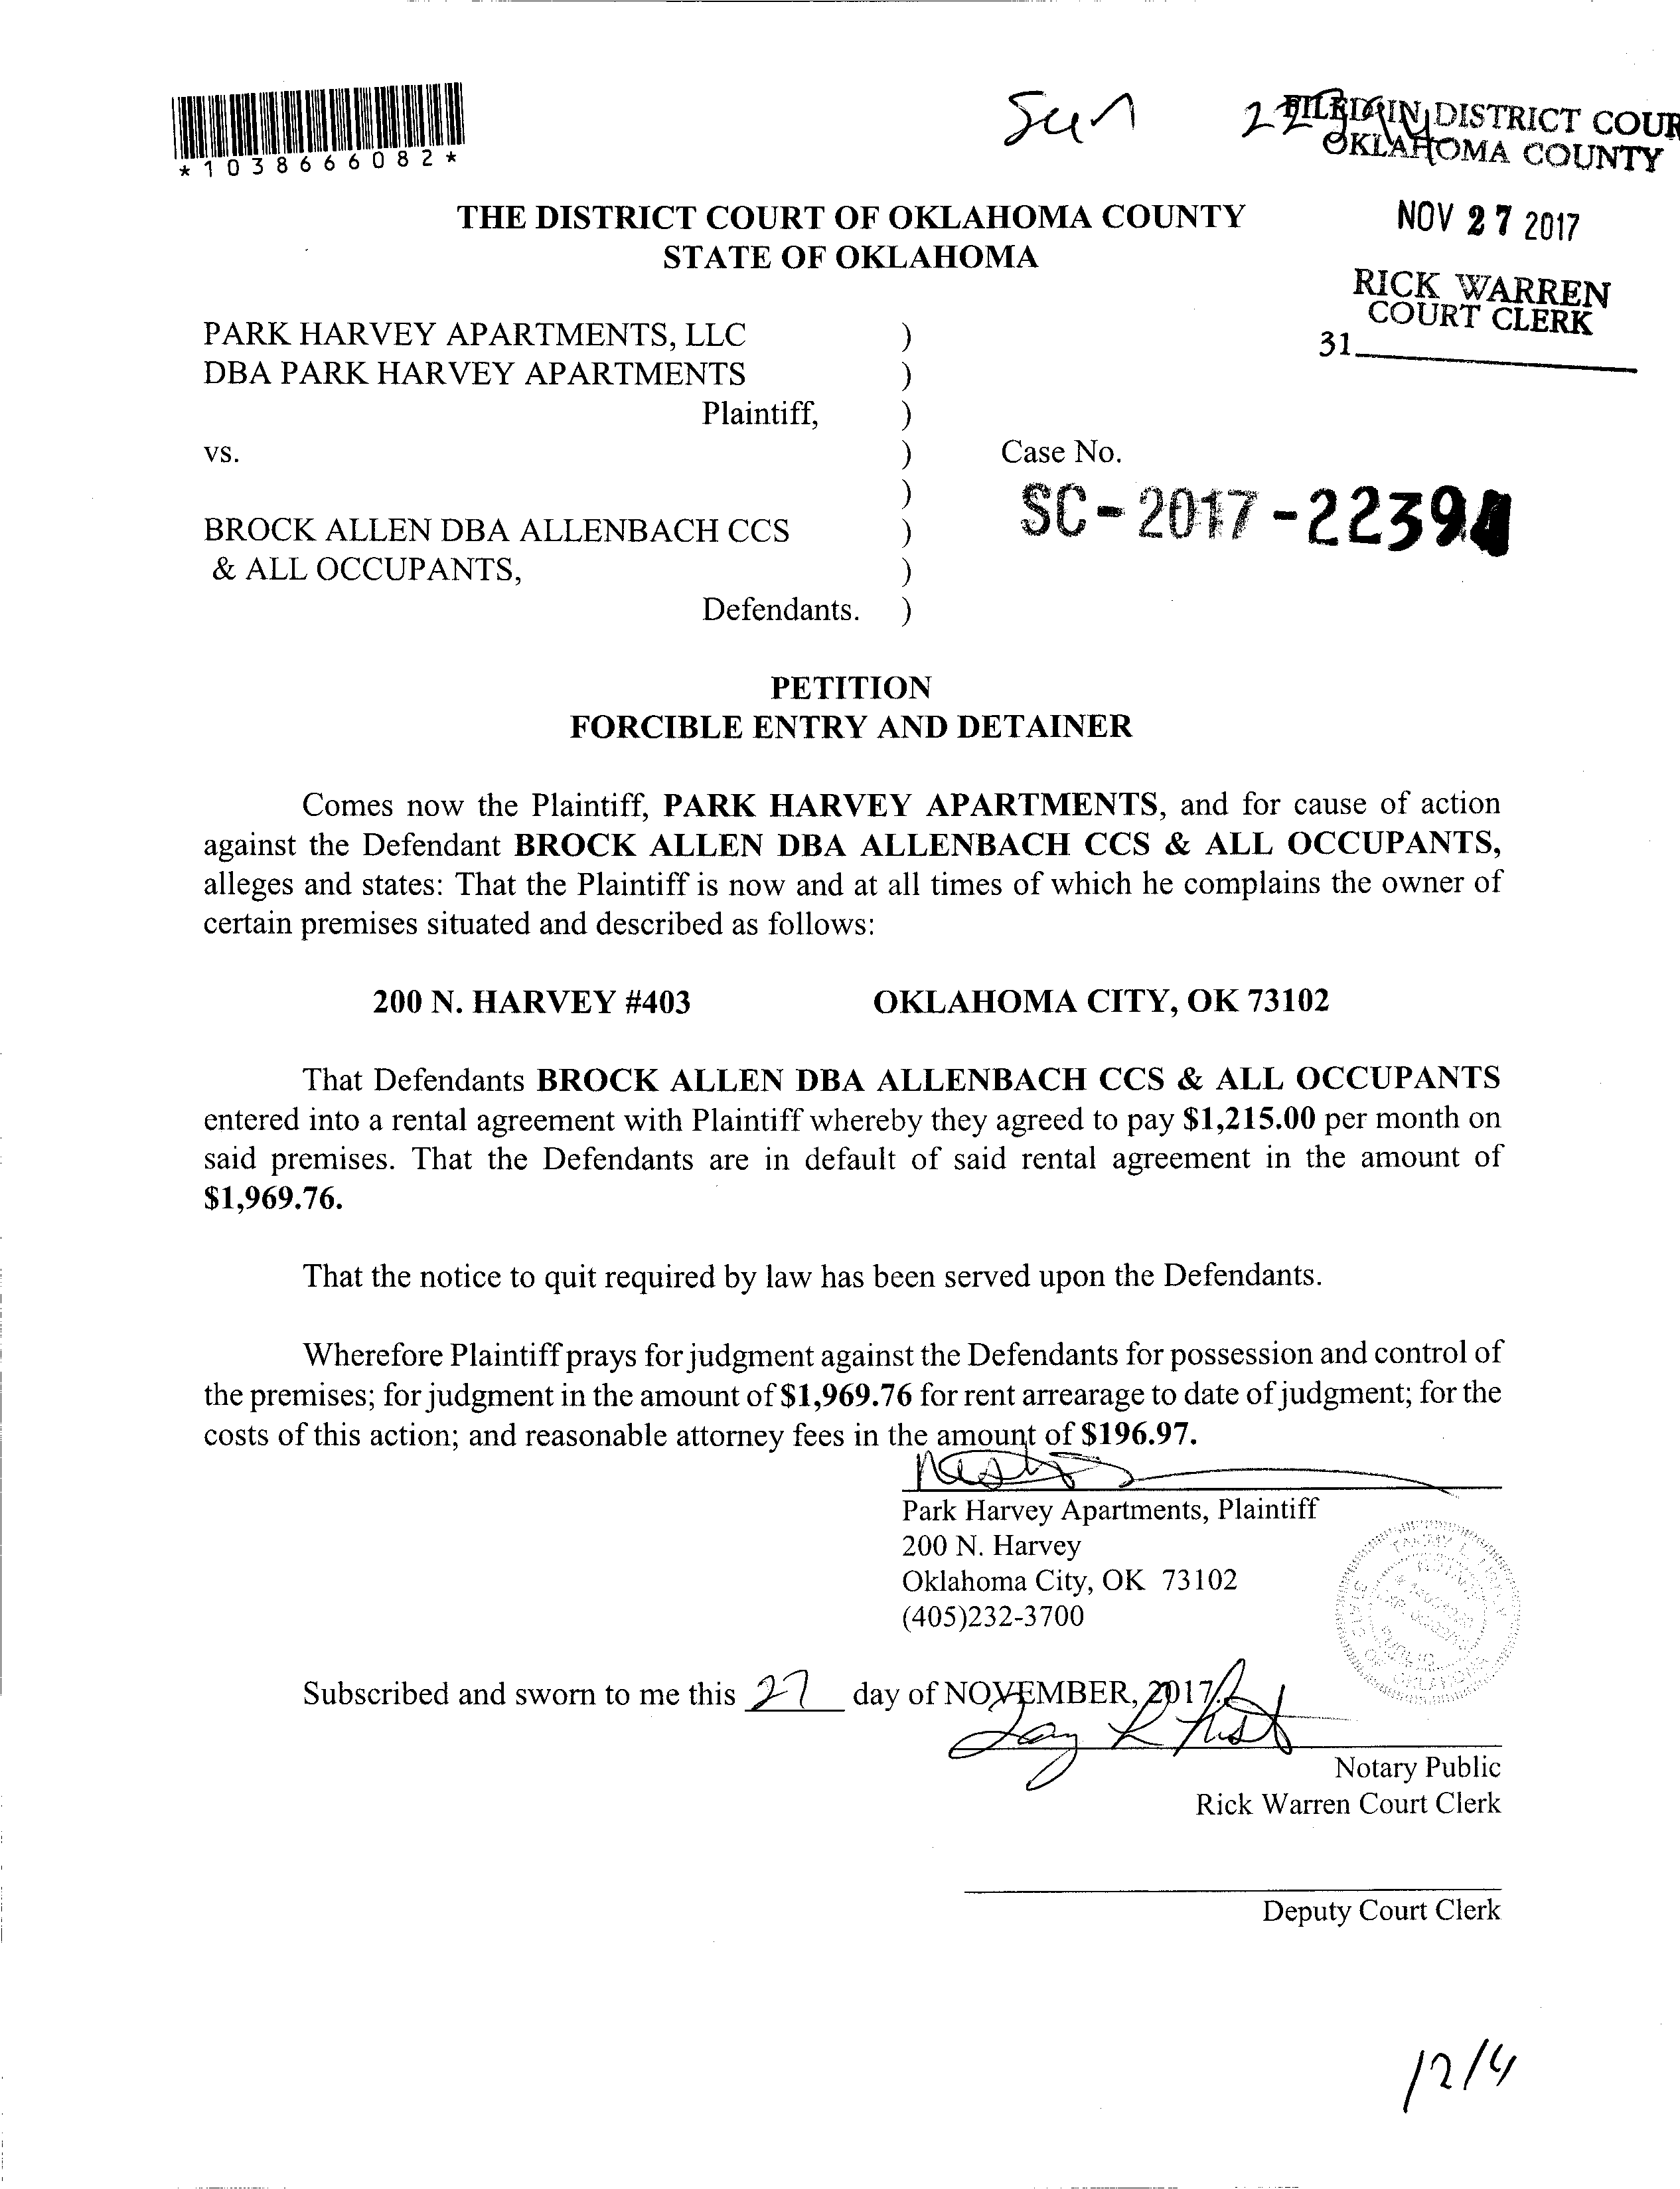 *1038666082*
FILED IN DISTRICT COUR
OKLAHOMA COUNTY
THE DISTRICT COURT OF OKLAHOMA COUNTY
STATE OF OKLAHOMA
NOV 27 2017
RICK WARREN
COURT CLERK
31
PARK HARVEY APARTMENTS, LLC )
DBA PARK HARVEY APARTMENTS )
Plaintiff, )
vs. ) Case No.
)
SC-2017-2239
BROCK ALLEN DBA ALLENBACH CCS )
& ALL OCCUPANTS, )
Defendants. )
PETITION
FORCIBLE ENTRY AND DETAINER
Comes now the Plaintiff, PARK HARVEY APARTMENTS, and for cause of action
against the Defendant BROCK ALLEN DBA ALLENBACH CCS & ALL OCCUPANTS,
alleges and states: That the Plaintiff is now and at all times of which he complains the owner of
certain premises situated and described as follows:
200 N. HARVEY #403 OKLAHOMA CITY, OK 73102
That Defendants BROCK ALLEN DBA ALLENBACH CCS & ALL OCCUPANTS
entered into a rental agreement with Plaintiff whereby they agreed to pay $1,215.00 per month on
said premises. That the Defendants are in default of said rental agreement in the amount of
$1,969.76.
That the notice to quit required by law has been served upon the Defendants.
Wherefore Plaintiff prays for judgment against the Defendants for possession and control of
the premises; for judgment in the amount of $1,969.76 for rent arrearage to date of judgment; for the
costs of this action; and reasonable attorney fees in the amount of $196.97.
Park Harvey Apartments, Plaintiff
200 N. Harvey
Oklahoma City, OK 73102
(405)232-3700
Subscribed and sworn to me this 27 day of NOVEMBER, 2017.
Notary Public
Rick Warren Court Clerk
Deputy Court Clerk
12/4